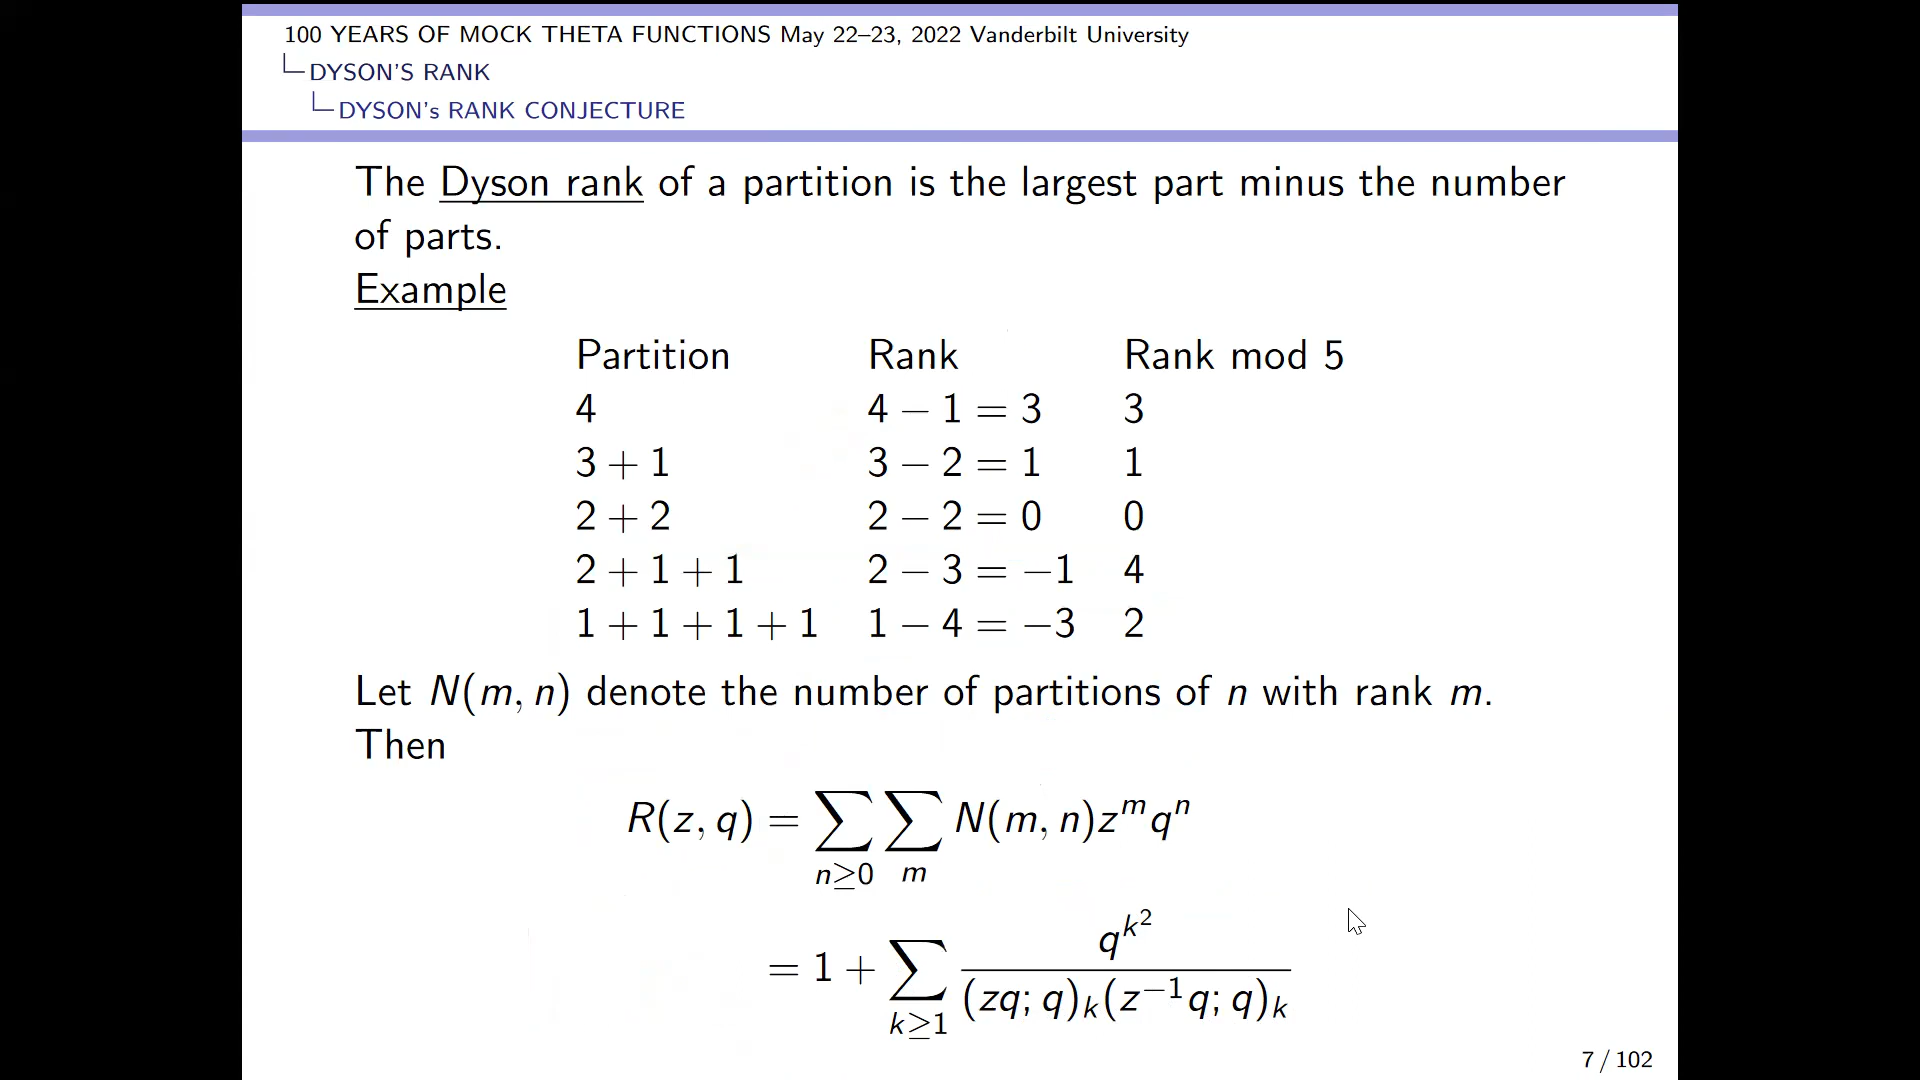 100 YEARS OF MOCK THETA FUNCTIONS May 22–23, 2022 Vanderbilt University
DYSON'S RANK
DYSON's RANK CONJECTURE
The Dyson rank of a partition is the largest part minus the number
of parts.
Example
Partition Rank Rank mod 5
4 4 − 1 = 3 3
3 + 1 3 − 2 = 1 1
2 + 2 2 − 2 = 0 0
2 + 1 + 1 2 − 3 = −1 4
1 + 1 + 1 + 1 1 − 4 = −3 2
Let N(m, n) denote the number of partitions of n with rank m.
Then
R(z, q) = ∑_{n≥0} ∑_{m} N(m, n)z^m q^n
= 1 + ∑_{k≥1} q^{k^2} / (zq; q)_k(z^{−1}q; q)_k
7 / 102